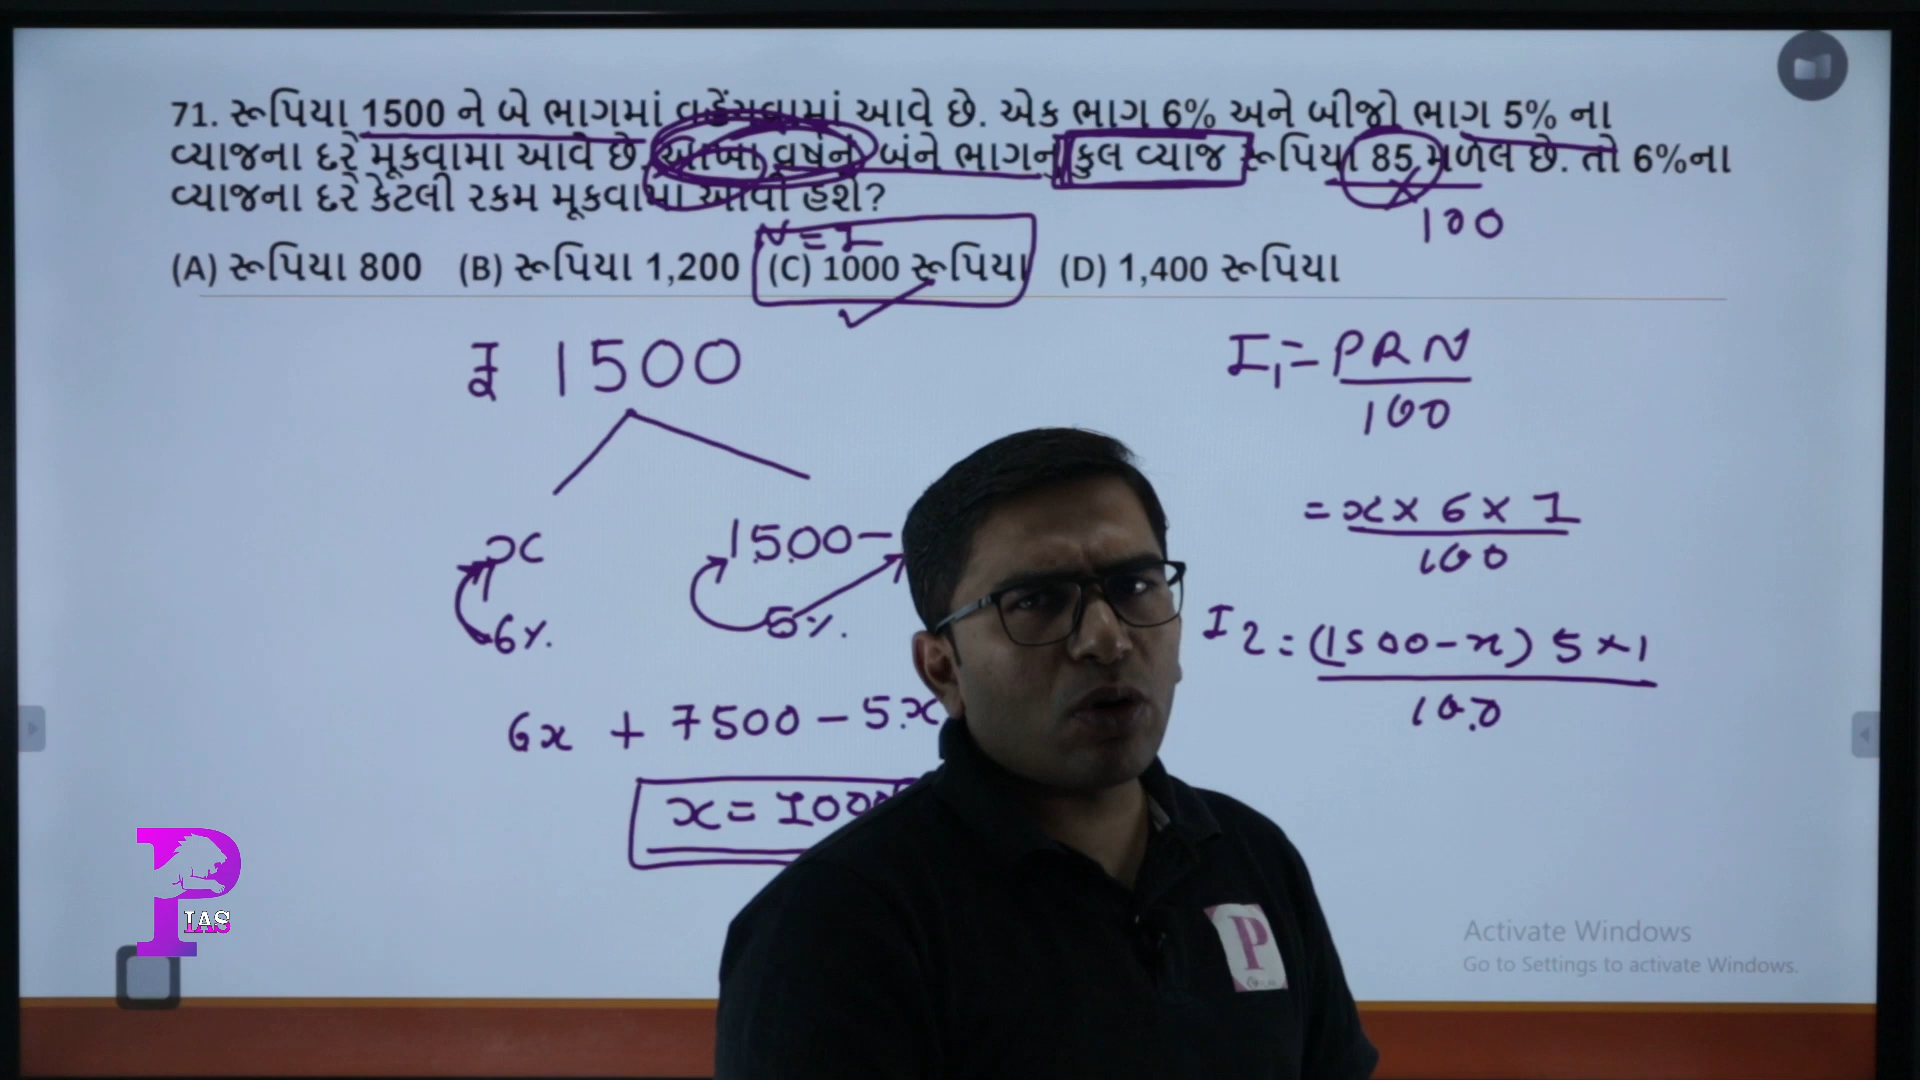 71. રૂપિયા 1500 ને બે ભાગમાં વહેંચવામાં આવે છે. એક ભાગ 6% અને બીજો ભાગ 5% ના
વ્યાજના દરે મૂકવામા આવે છે. આખા વર્ષનું બંને ભાગનું કુલ વ્યાજ રૂપિયા 85 મળેલ છે. તો 6%ના
વ્યાજના દરે કેટલી રકમ મૂકવામા આવી હશે?
× 100
N = 1
(A) રૂપિયા 800 (B) રૂપિયા 1,200 (C) 1000 રૂપિયા (D) 1,400 રૂપિયા
₹ 1500
I₁ = PRN
100
= x × 6 × 1
100
x 1500 –
6% 5%
I2 = (1500 – x) 5 × 1
100
6x + 7500 – 5x
x = 100
P
IAS
P
Activate Windows
Go to Settings to activate Windows.